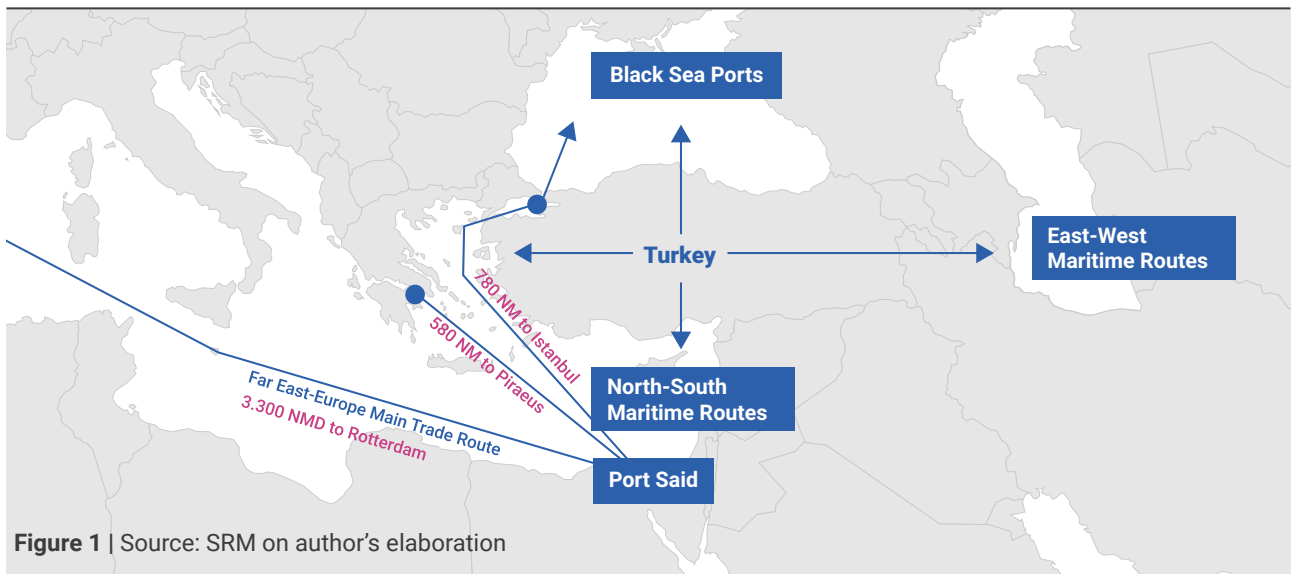 Black Sea Ports
East-West
Maritime Routes
Turkey
780 NM to Istanbul
580 NM to Piraeus
North-South
Maritime Routes
Far East-Europe Main Trade Route
3.300 NMD to Rotterdam
Port Said
Figure 1 | Source: SRM on author’s elaboration